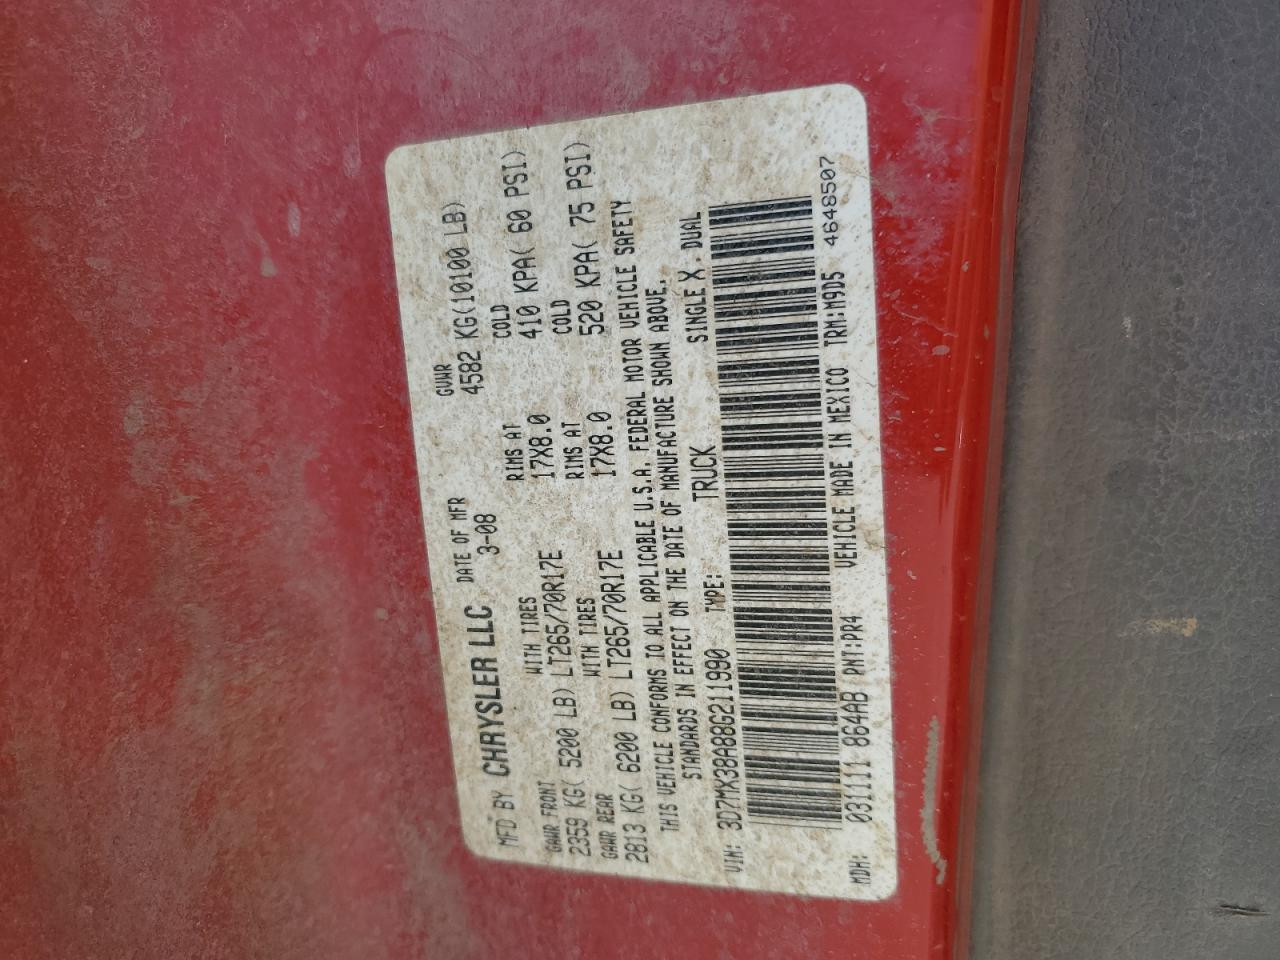 MFD BY CHRYSLER LLC DATE OF MFR 3-08 GVWR 4582 KG(10100 LB)
GAWR FRONT WITH TIRES RIMS AT COLD
2359 KG( 5200 LB) LT265/70R17E 17X8.0 410 KPA( 60 PSI)
GAWR REAR WITH TIRES RIMS AT COLD
2813 KG( 6200 LB) LT265/70R17E 17X8.0 520 KPA( 75 PSI)
THIS VEHICLE CONFORMS TO ALL APPLICABLE U.S.A. FEDERAL MOTOR VEHICLE SAFETY
STANDARDS IN EFFECT ON THE DATE OF MANUFACTURE SHOWN ABOVE.
VIN: 3D7MX38A88G211990 TYPE: TRUCK SINGLE X DUAL
MDH: 031111 864AB PNT:PR4 VEHICLE MADE IN MEXICO TRM:M9D5 4648507